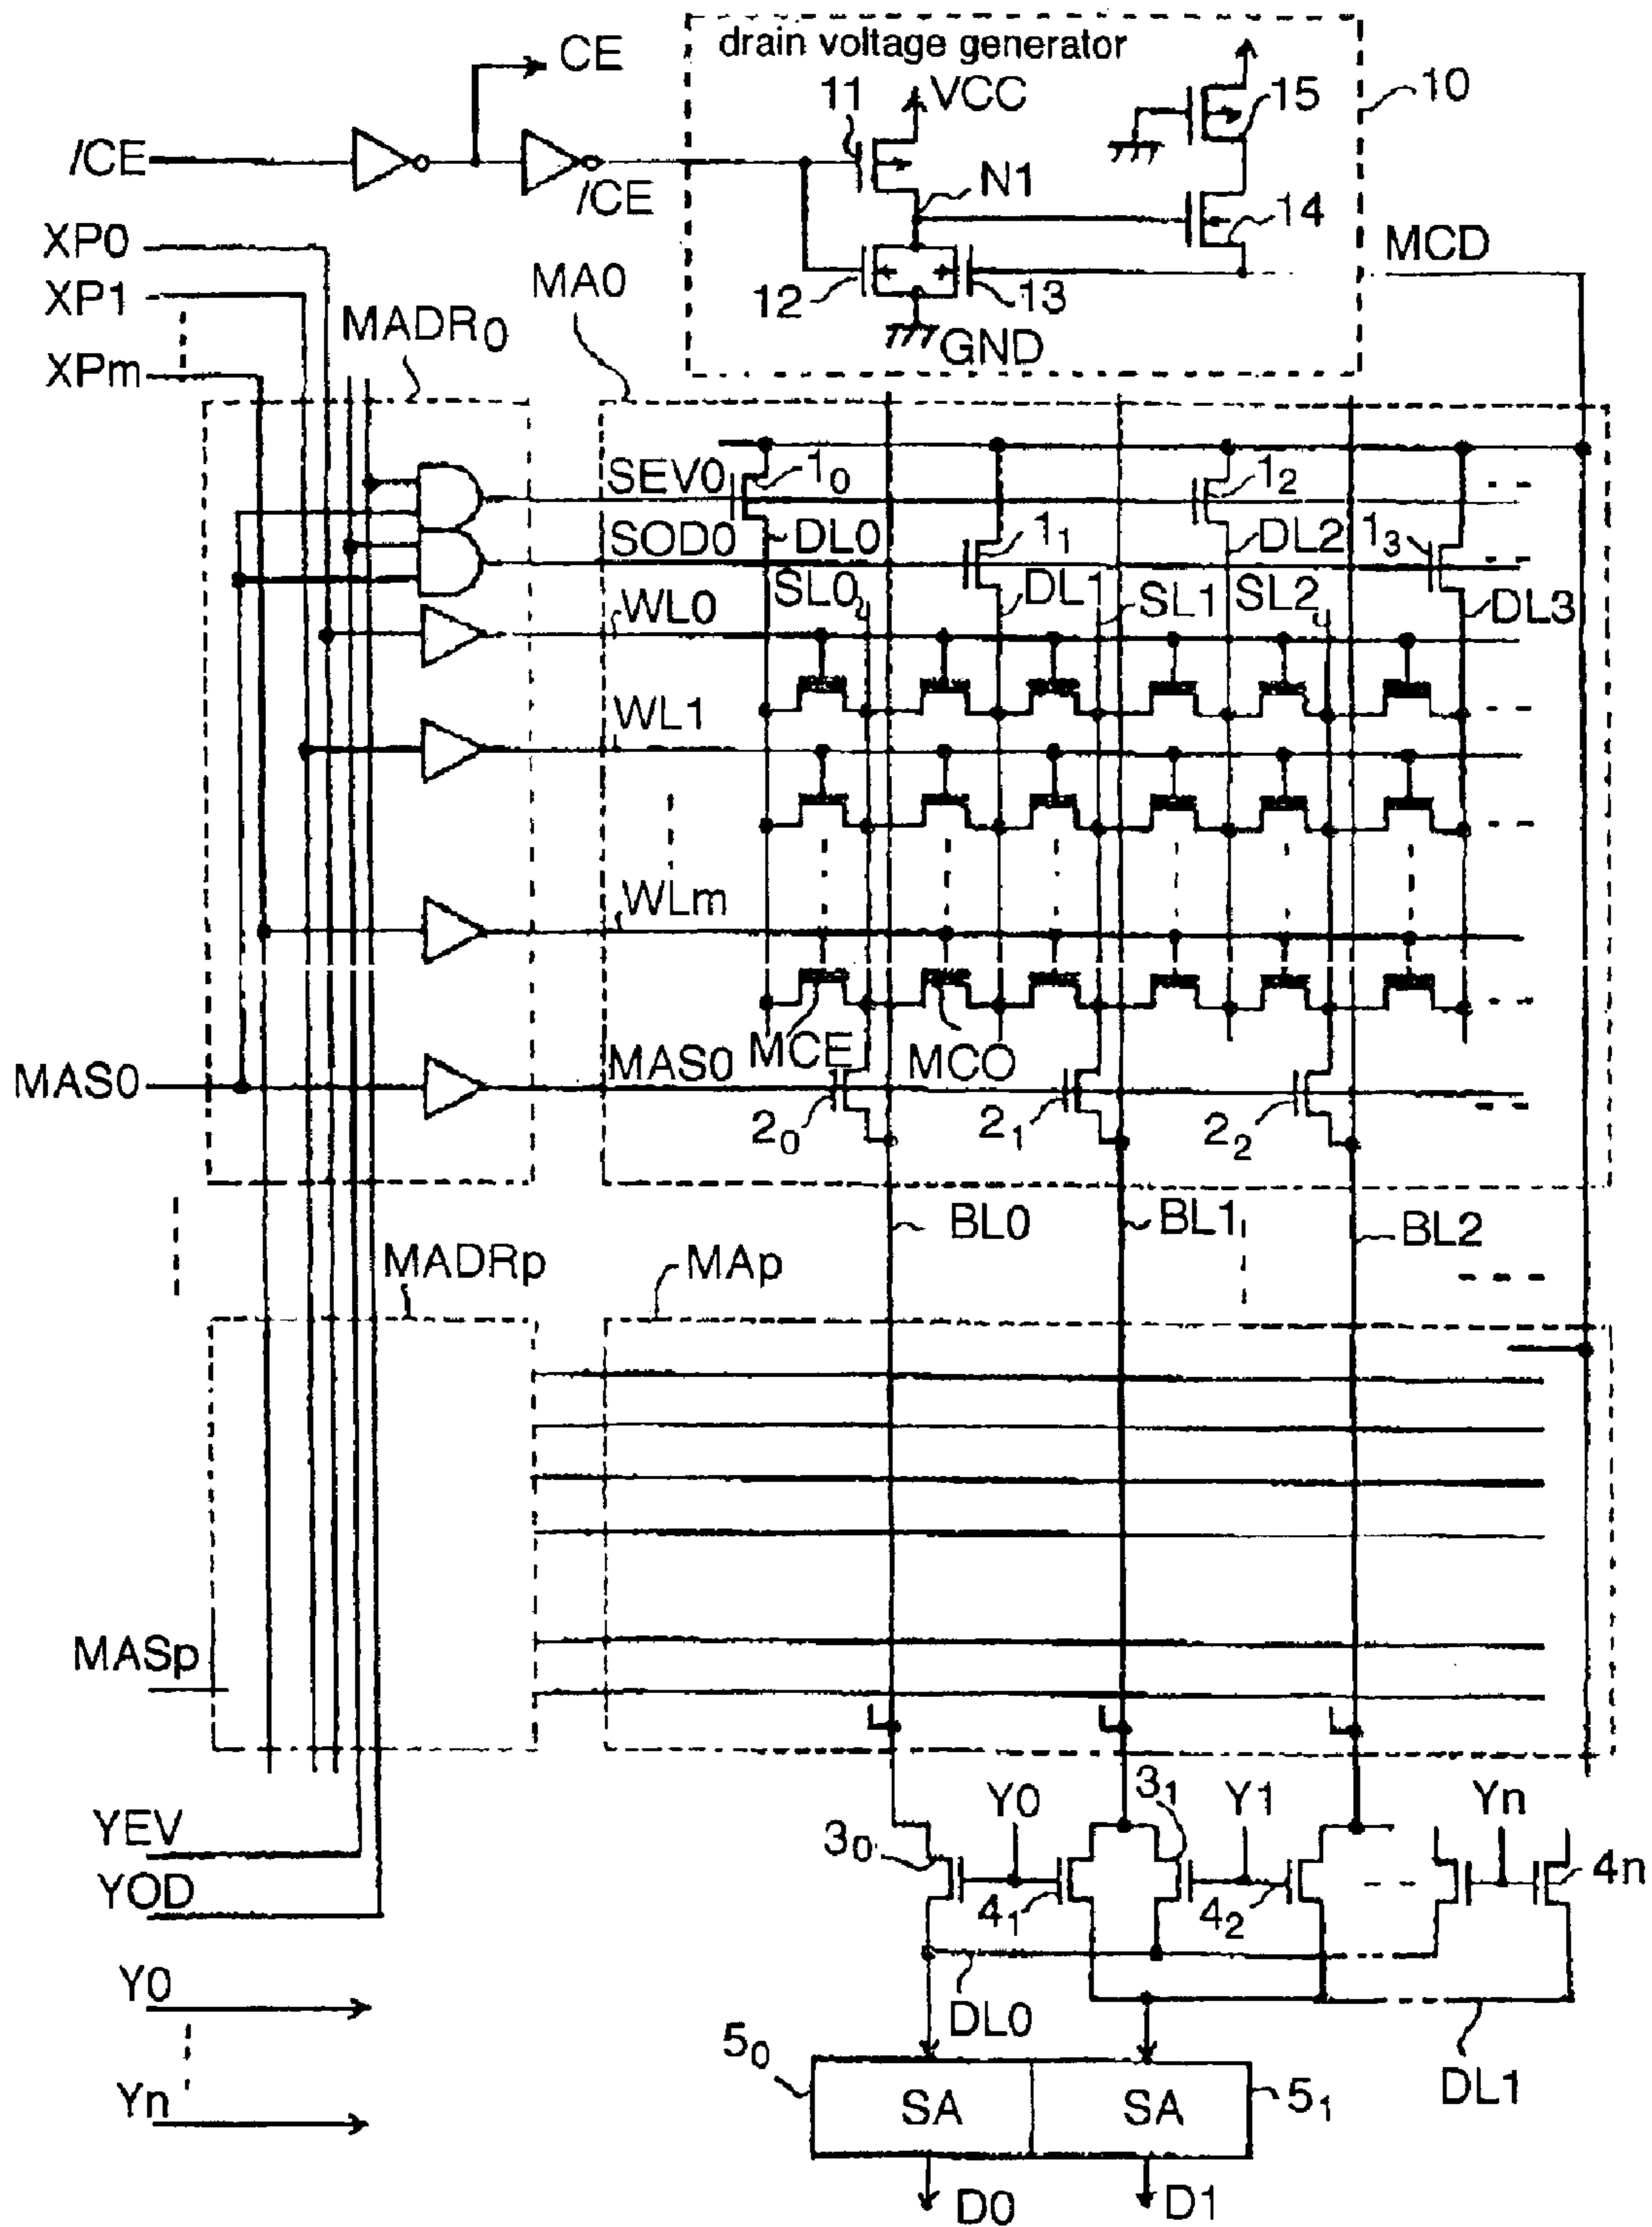 drain voltage generator
CE
11
VCC
15
10
/CE
/CE
N1
14
XP0
MCD
MA0
XP1
12
13
MADR0
GND
XPm
SEV0
10
12
SOD0
DL0
11
DL2
13
SL0
DL1
SL1
SL2
DL3
WL0
WL1
WLm
MCE
MCO
MAS0
MAS0
20
21
22
BL0
BL1
BL2
MADRp
MAp
MASp
Y0
31
Y1
Yn
YEV
30
4n
YOD
41
42
Y0
DL0
50
DL1
SA
SA
51
Yn
D0
D1